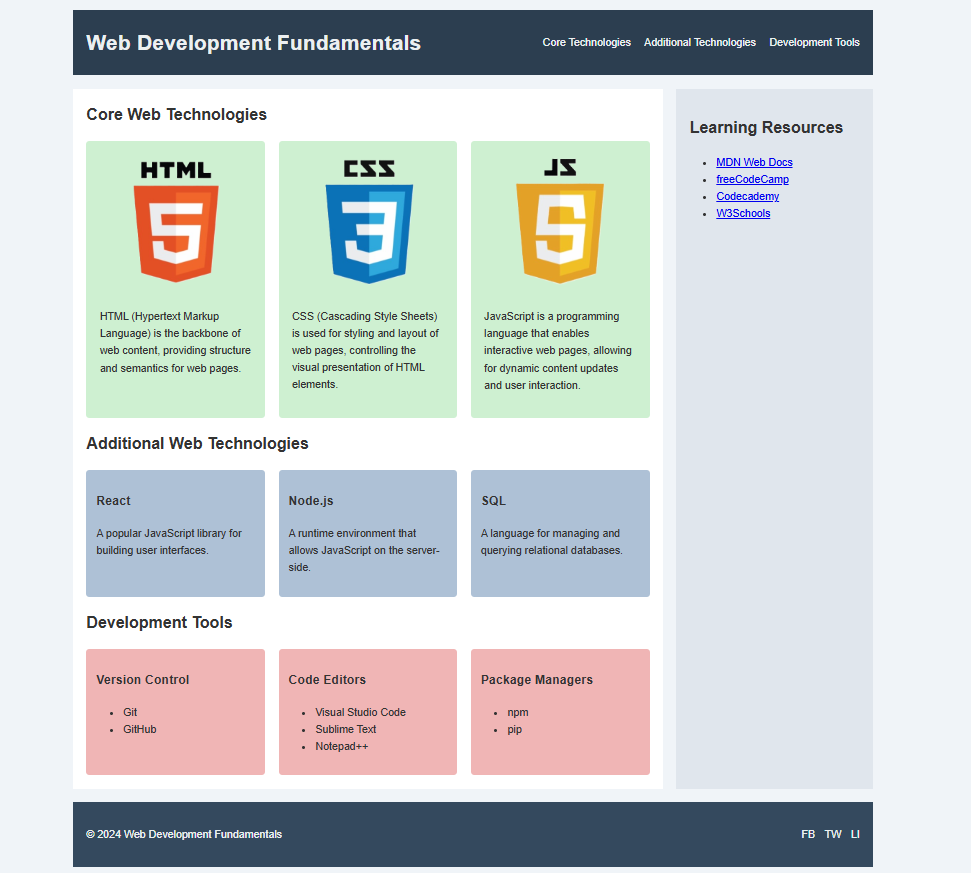 Web Development Fundamentals
Core Technologies Additional Technologies Development Tools
Core Web Technologies
HTML
5
HTML (Hypertext Markup
Language) is the backbone of
web content, providing structure
and semantics for web pages.
CSS
3
CSS (Cascading Style Sheets)
is used for styling and layout of
web pages, controlling the
visual presentation of HTML
elements.
JS
5
JavaScript is a programming
language that enables
interactive web pages, allowing
for dynamic content updates
and user interaction.
Additional Web Technologies
React
A popular JavaScript library for
building user interfaces.
Node.js
A runtime environment that
allows JavaScript on the server-
side.
SQL
A language for managing and
querying relational databases.
Development Tools
Version Control
• Git
• GitHub
Code Editors
• Visual Studio Code
• Sublime Text
• Notepad++
Package Managers
• npm
• pip
Learning Resources
• MDN Web Docs
• freeCodeCamp
• Codecademy
• W3Schools
© 2024 Web Development Fundamentals
FB TW LI